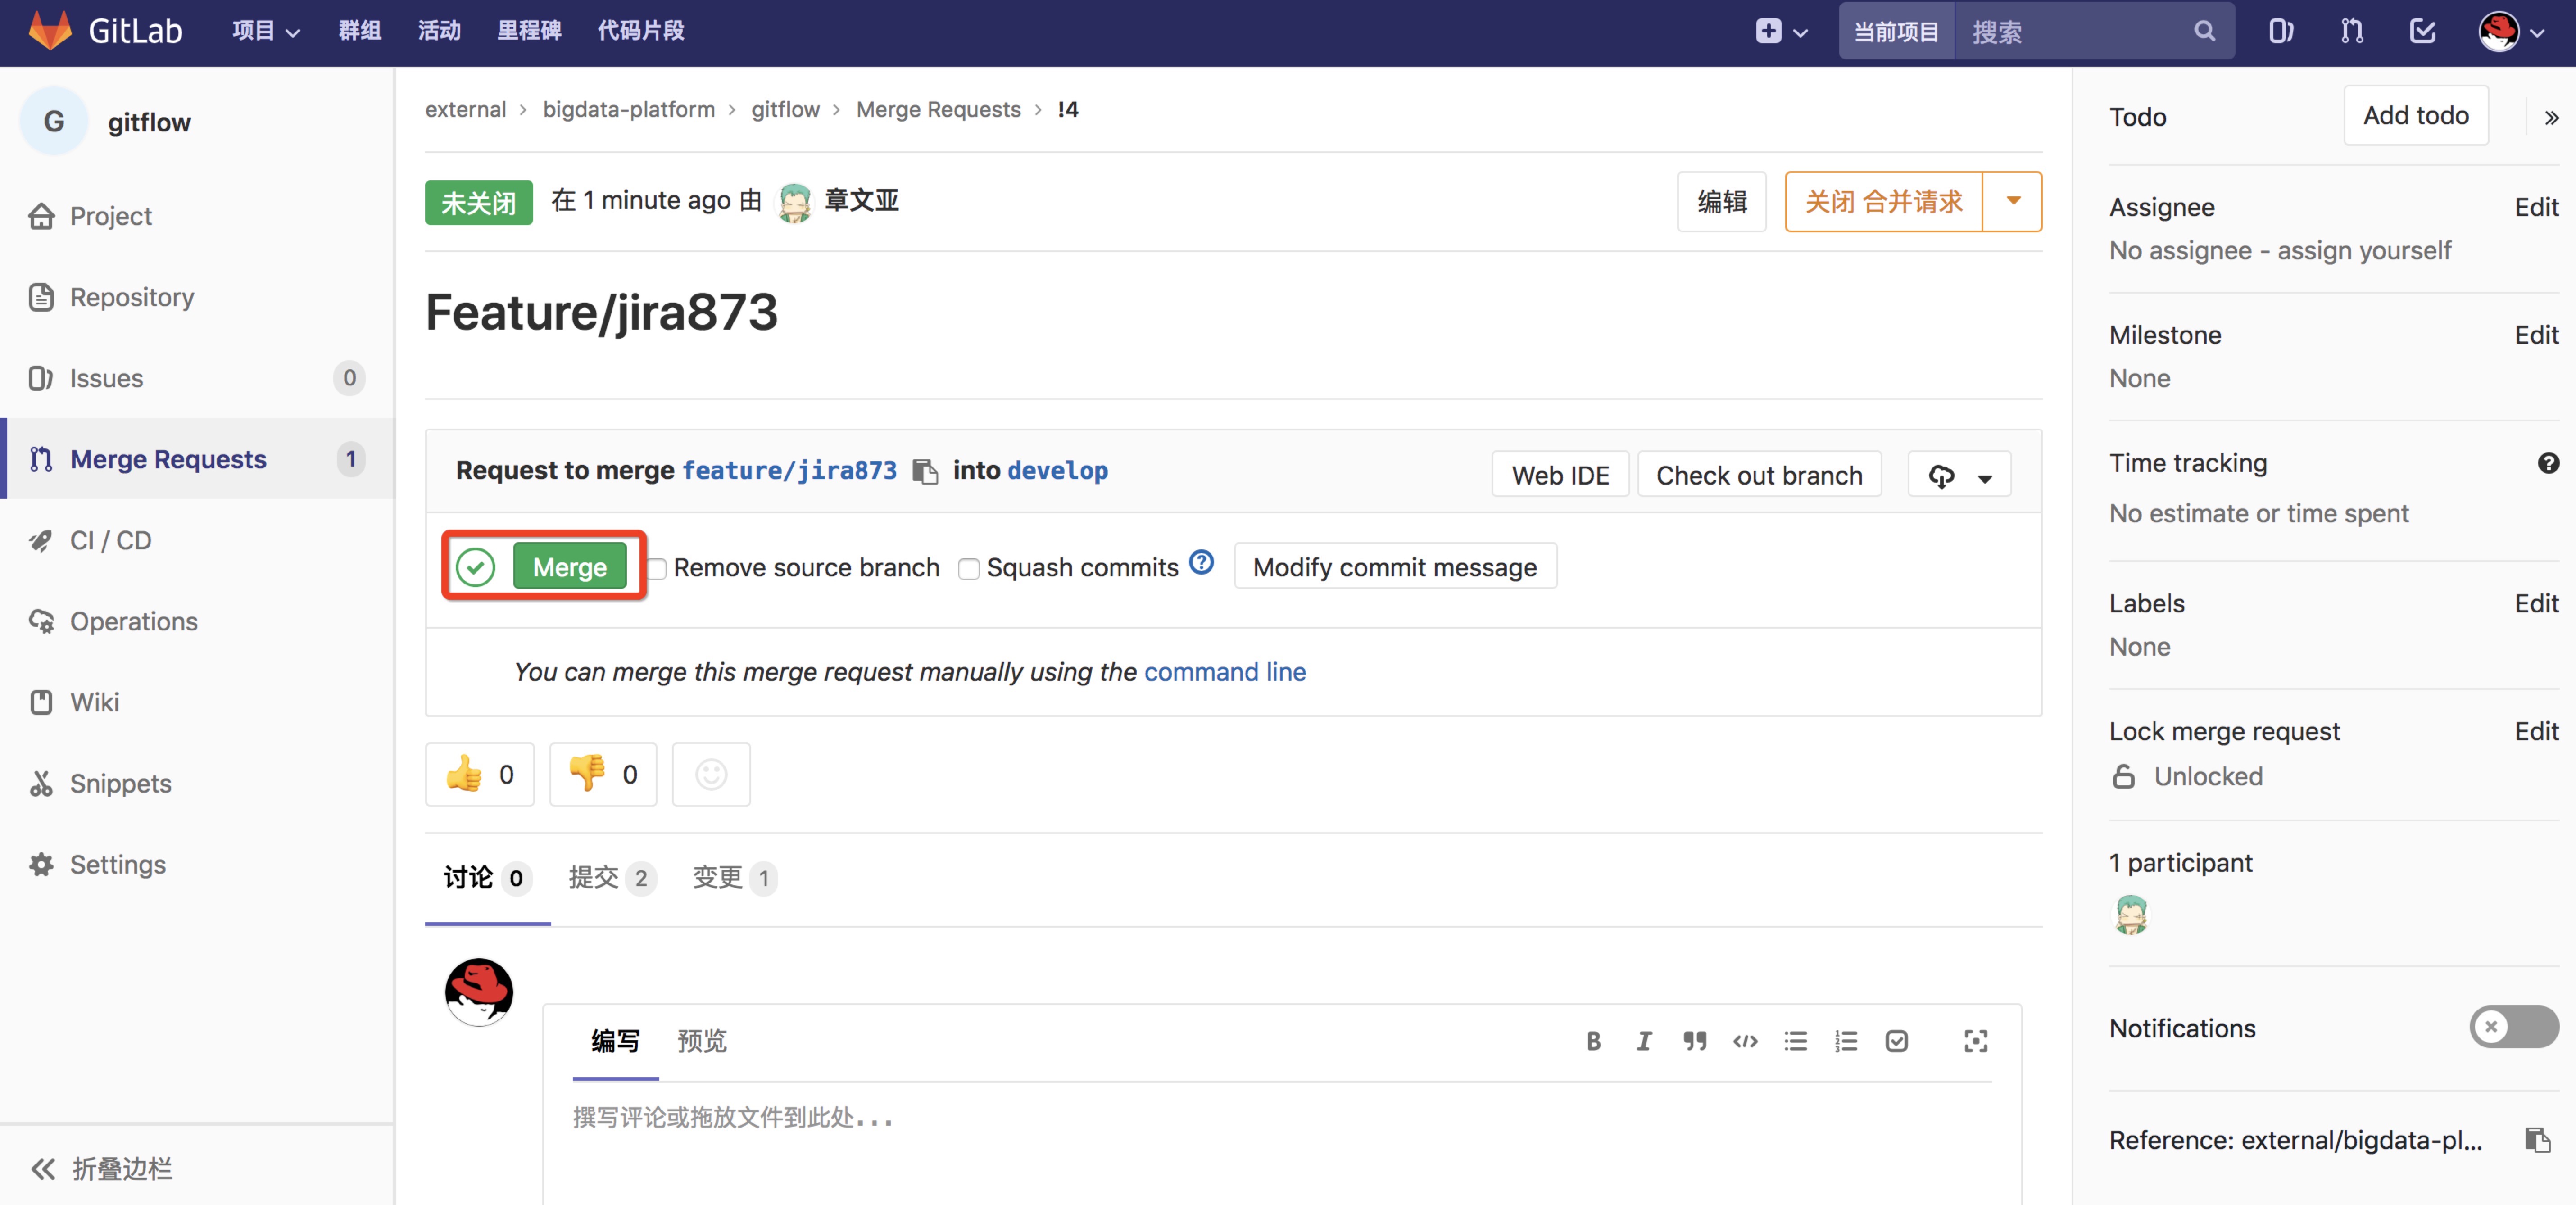 GitLab 项目 群组 活动 里程碑 代码片段 当前项目 搜索
G gitflow
Project
Repository
Issues 0
Merge Requests 1
CI / CD
Operations
Wiki
Snippets
Settings
折叠边栏
external > bigdata-platform > gitflow > Merge Requests > !4
未关闭 在 1 minute ago 由 章文亚 编辑 关闭 合并请求
Feature/jira873
Request to merge feature/jira873 into develop Web IDE Check out branch
Merge Remove source branch Squash commits ? Modify commit message
You can merge this merge request manually using the command line
0 0
讨论 0 提交 2 变更 1
编写 预览
撰写评论或拖放文件到此处...
Todo Add todo
Assignee Edit
No assignee - assign yourself
Milestone Edit
None
Time tracking ?
No estimate or time spent
Labels Edit
None
Lock merge request Edit
Unlocked
1 participant
Notifications
Reference: external/bigdata-pl...